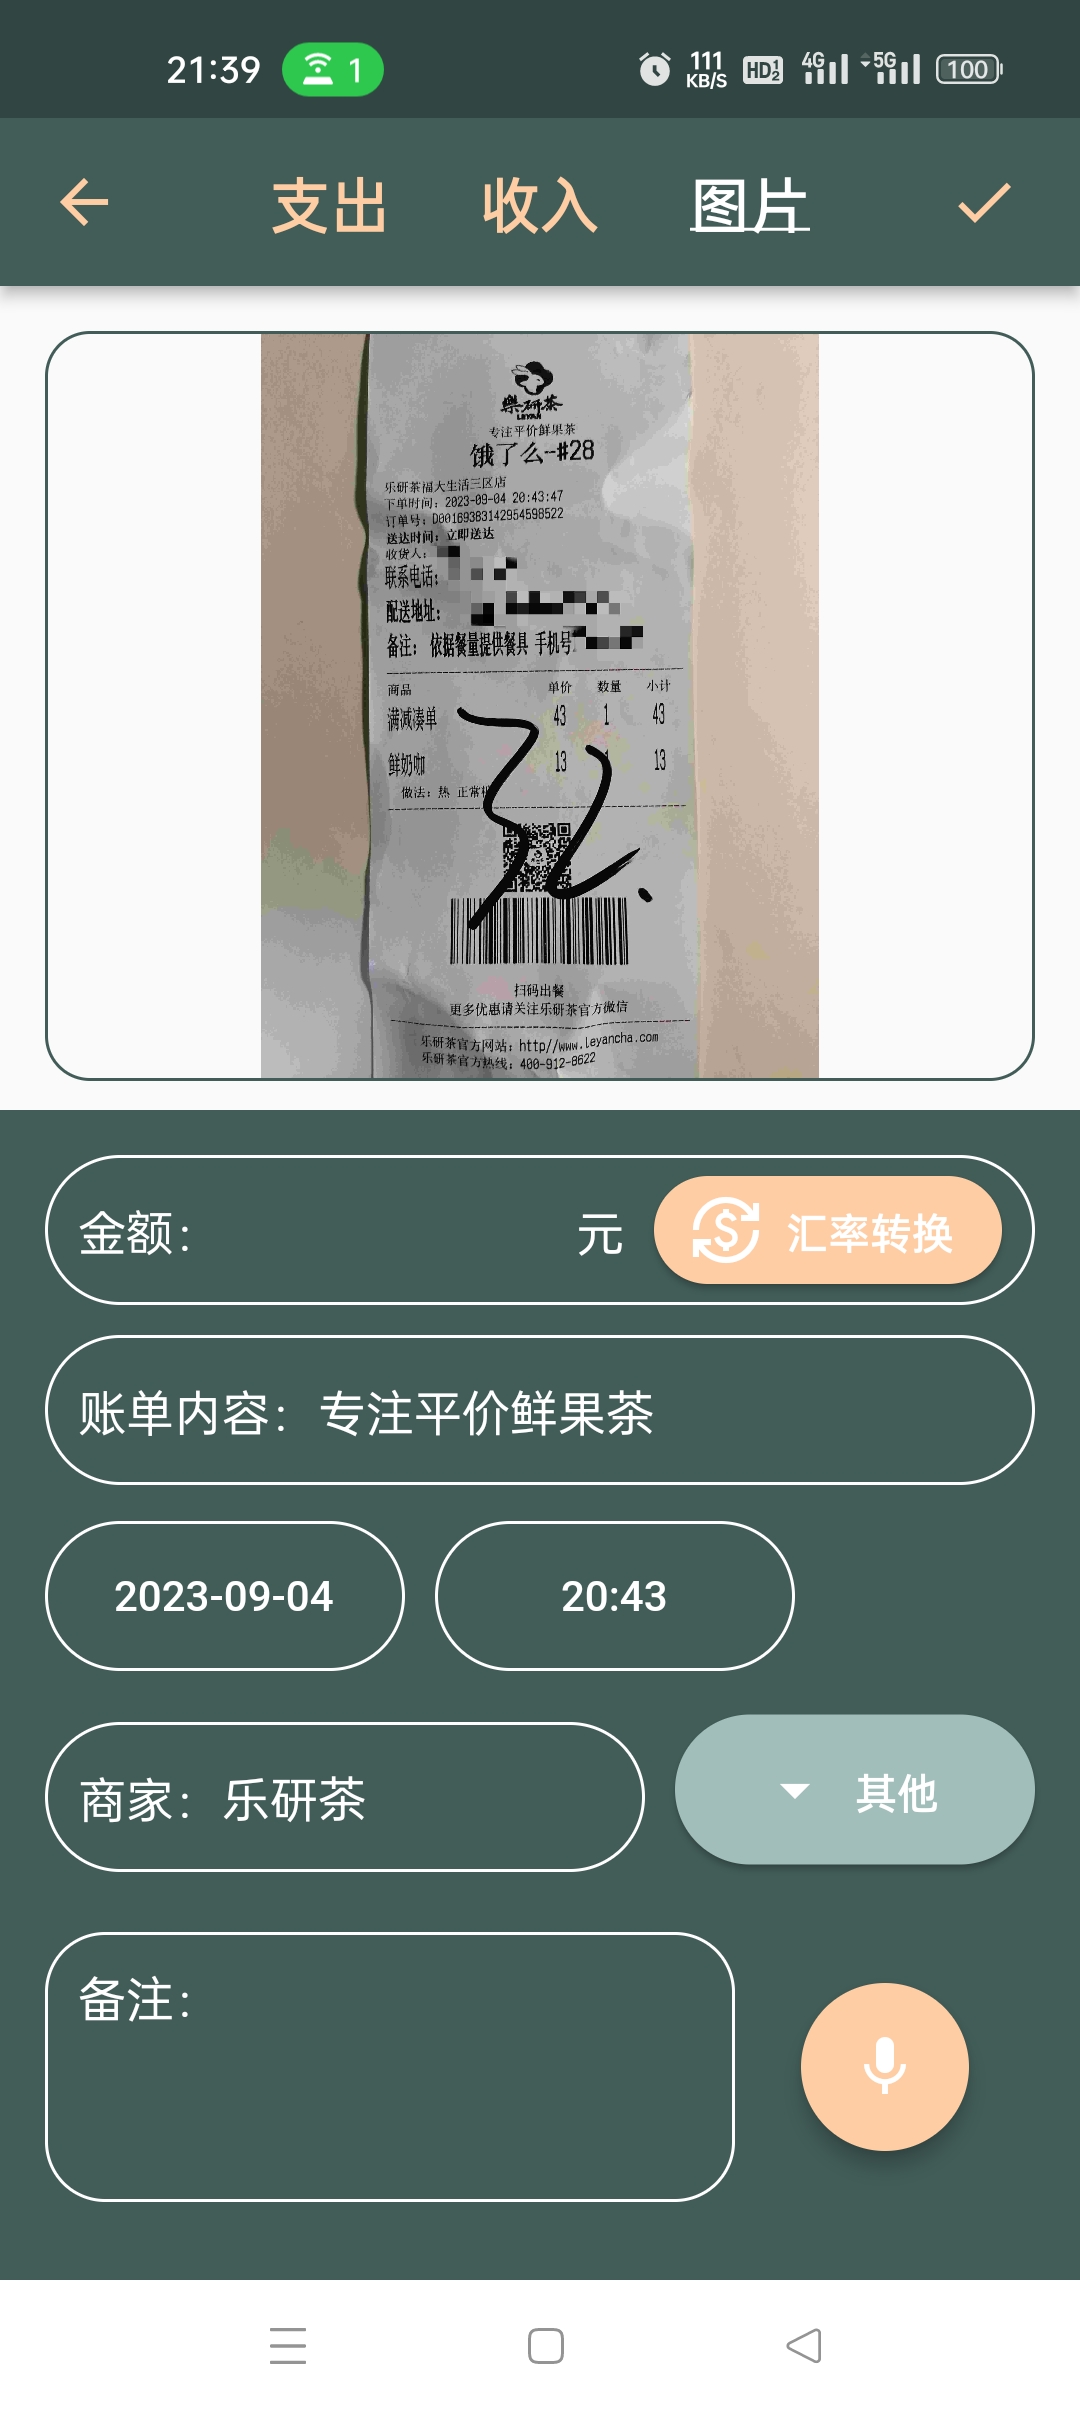 21:39 1 111 KB/S HD 1 2 4G 5G 100
支出 收入 图片
樂研茶
LEYAN
专注平价鲜果茶
饿了么--#28
乐研茶福大生活三区店
下单时间：2023-09-04 20:43:47
订单号：D00169383142954598522
送达时间：立即送达
收货人：
联系电话：
配送地址：
备注： 依据餐量提供餐具 手机号
商品 单价 数量 小计
满减凑单 43 1 43
鲜奶咖 13 1 13
做法：热 正常
扫码出餐
更多优惠请关注乐研茶官方微信
乐研茶官方网站：http//www.leyancha.com
乐研茶官方热线：400-912-8622
金额： 元 汇率转换
账单内容：专注平价鲜果茶
2023-09-04 20:43
商家：乐研茶 其他
备注：